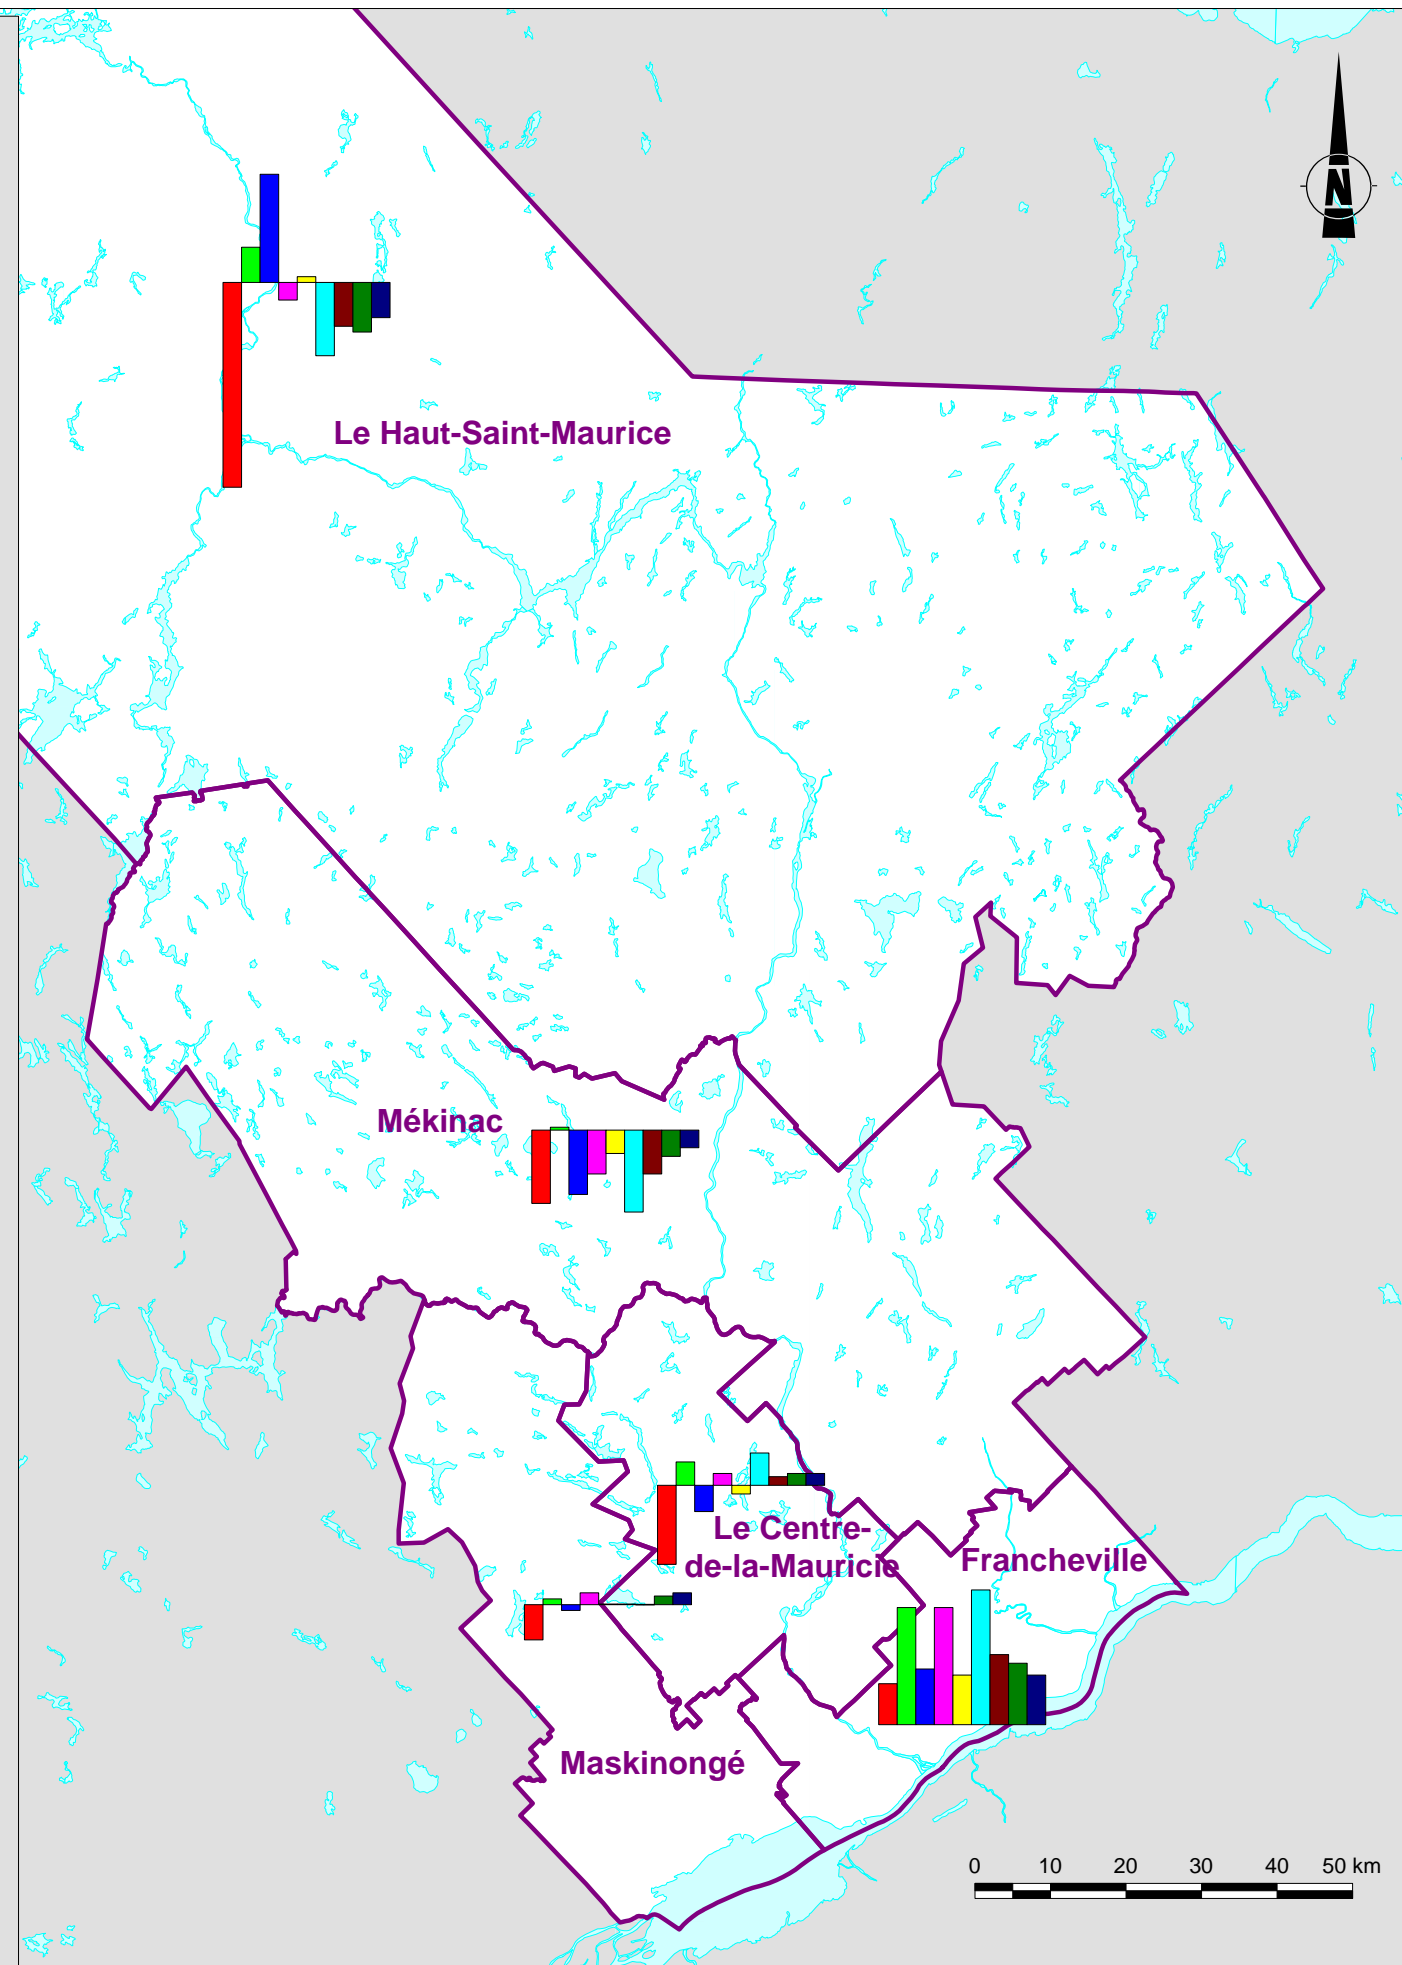 N
Le Haut-Saint-Maurice
Mékinac
Le Centre-
de-la-Mauricie
Francheville
Maskinongé
0 10 20 30 40 50 km